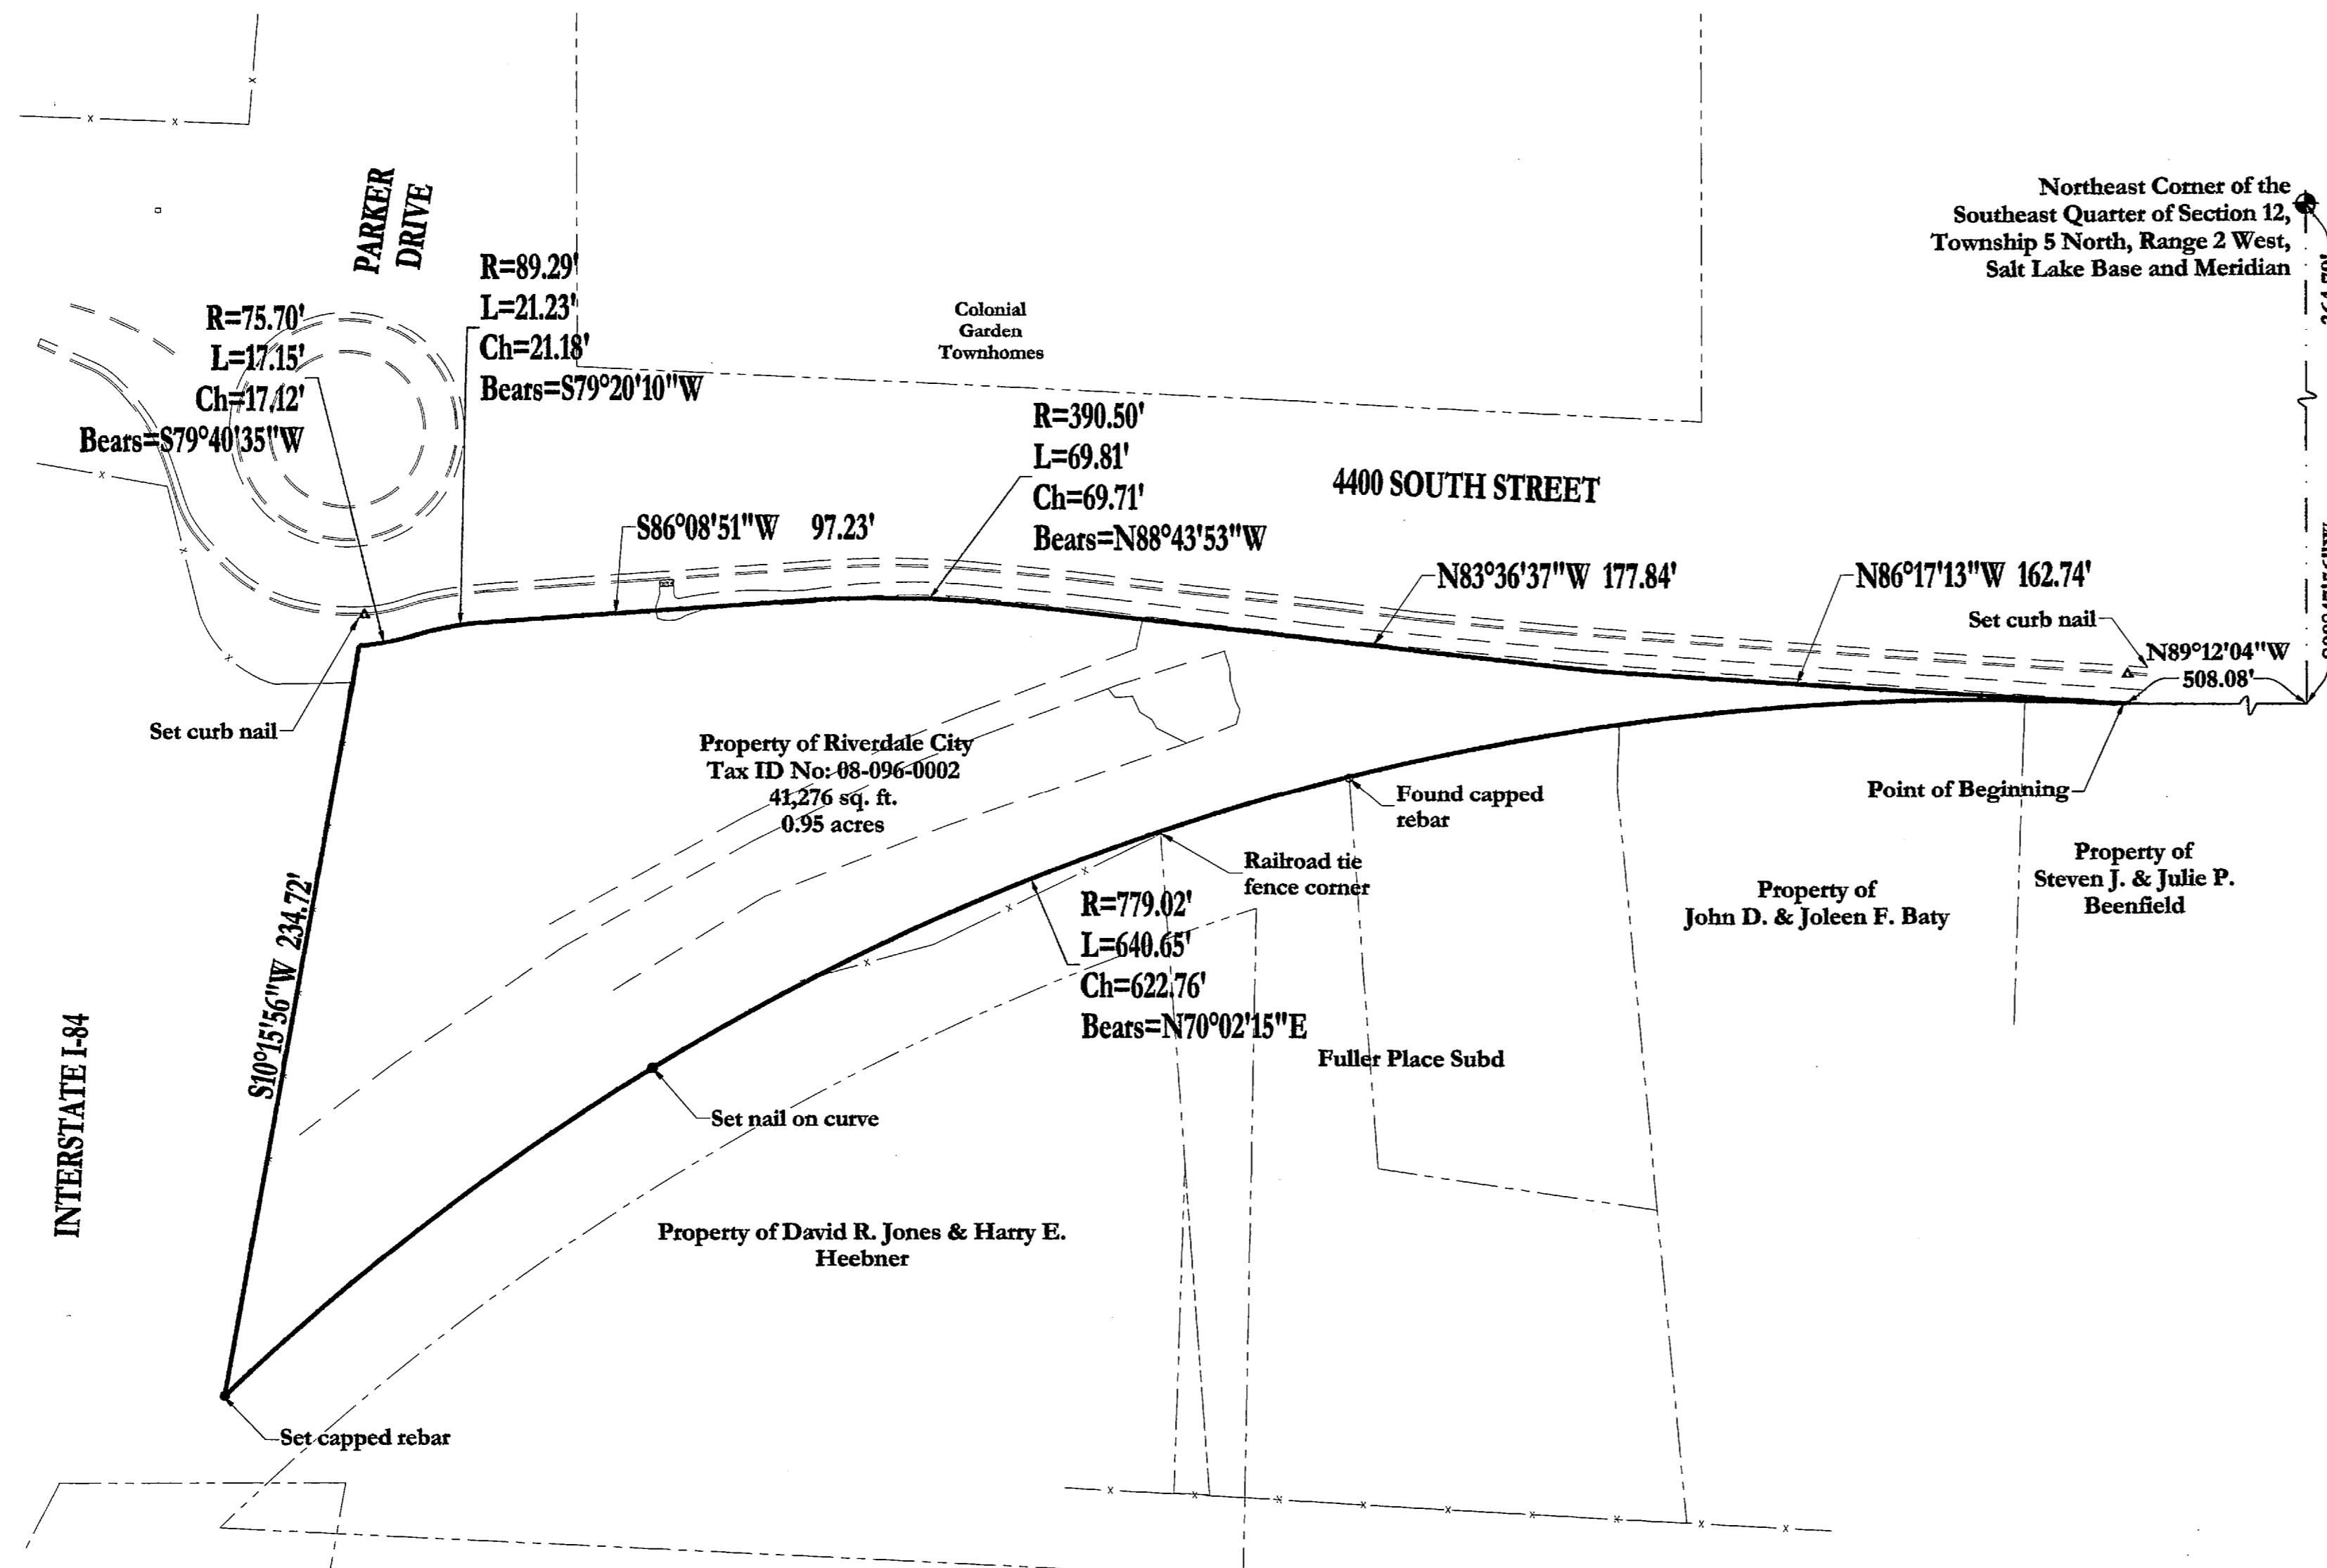 PARKER
DRIVE
Northeast Corner of the
Southeast Quarter of Section 12,
Township 5 North, Range 2 West,
Salt Lake Base and Meridian
R=89.29'
L=21.23'
Ch=21.18'
Bears=S79°20'10"W
R=75.70'
L=17.15'
Ch=17.12'
Bears=S79°40'35"W
Colonial
Garden
Townhomes
R=390.50'
L=69.81'
Ch=69.71'
Bears=N88°43'53"W
4400 SOUTH STREET
S86°08'51"W 97.23'
N83°36'37"W 177.84'
N86°17'13"W 162.74'
Set curb nail
N89°12'04"W
508.08'
Set curb nail
Property of Riverdale City
Tax ID No: 08-096-0002
41,276 sq. ft.
0.95 acres
Found capped
rebar
Point of Beginning
Railroad tie
fence corner
Property of
Steven J. & Julie P.
Beenfield
Property of
John D. & Joleen F. Baty
R=779.02'
L=640.65'
Ch=622.76'
Bears=N70°02'15"E
S10°15'56"W 234.72'
INTERSTATE I-84
Fuller Place Subd
Set nail on curve
Property of David R. Jones & Harry E.
Heebner
Set capped rebar